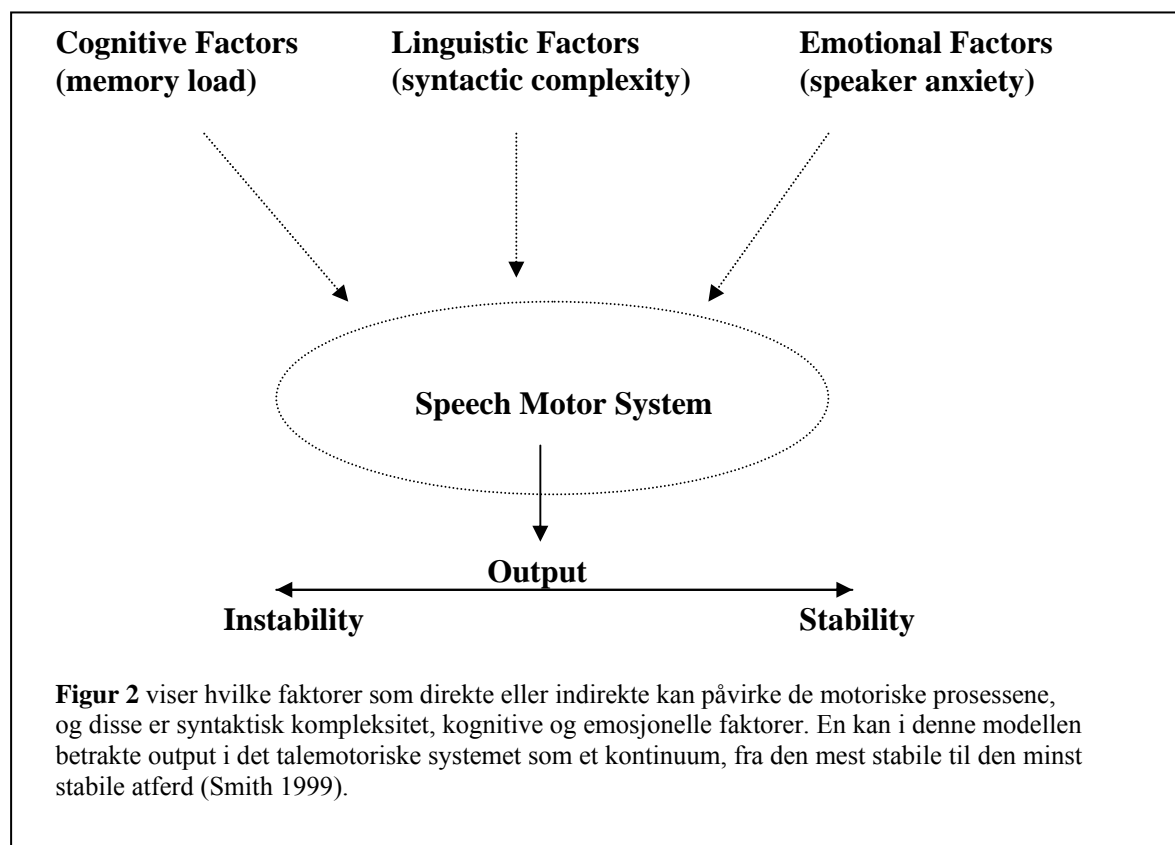 Cognitive Factors
(memory load)
Linguistic Factors
(syntactic complexity)
Emotional Factors
(speaker anxiety)
Speech Motor System
Output
Instability
Stability
Figur 2 viser hvilke faktorer som direkte eller indirekte kan påvirke de motoriske prosessene,
og disse er syntaktisk kompleksitet, kognitive og emosjonelle faktorer. En kan i denne modellen
betrakte output i det talemotoriske systemet som et kontinuum, fra den mest stabile til den minst
stabile atferd (Smith 1999).